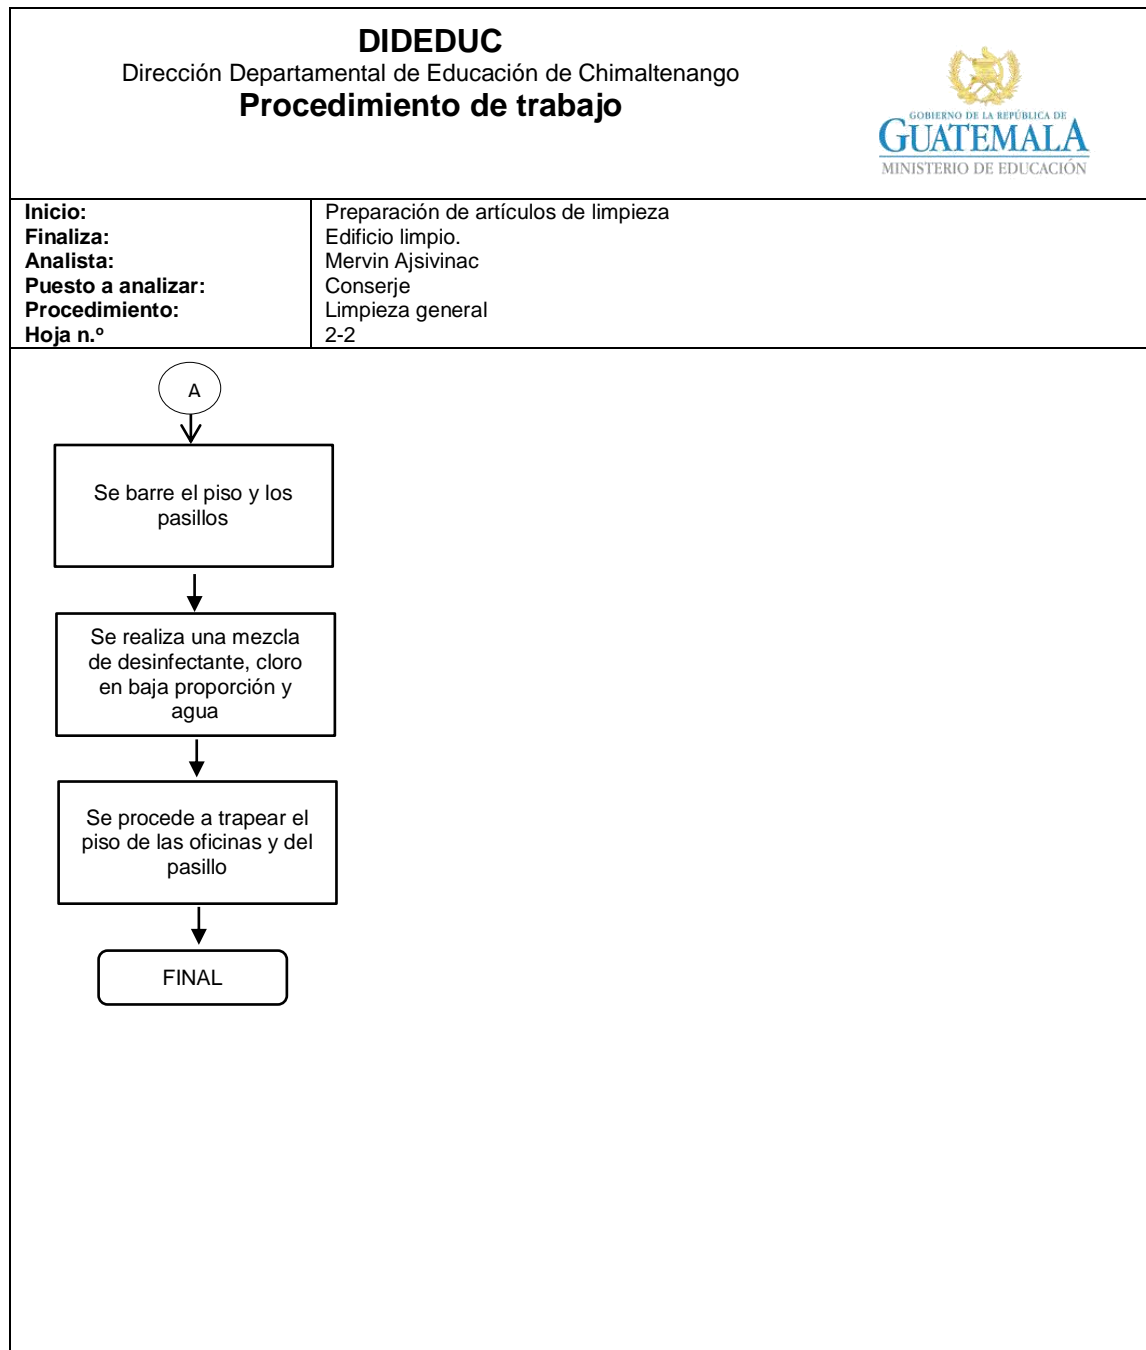 DIDEDUC
Dirección Departamental de Educación de Chimaltenango
Procedimiento de trabajo
GOBIERNO DE LA REPÚBLICA DE
GUATEMALA
MINISTERIO DE EDUCACIÓN
Inicio: Preparación de artículos de limpieza
Finaliza: Edificio limpio.
Analista: Mervin Ajsivinac
Puesto a analizar: Conserje
Procedimiento: Limpieza general
Hoja n.º 2-2
A
Se barre el piso y los
pasillos
Se realiza una mezcla
de desinfectante, cloro
en baja proporción y
agua
Se procede a trapear el
piso de las oficinas y del
pasillo
FINAL